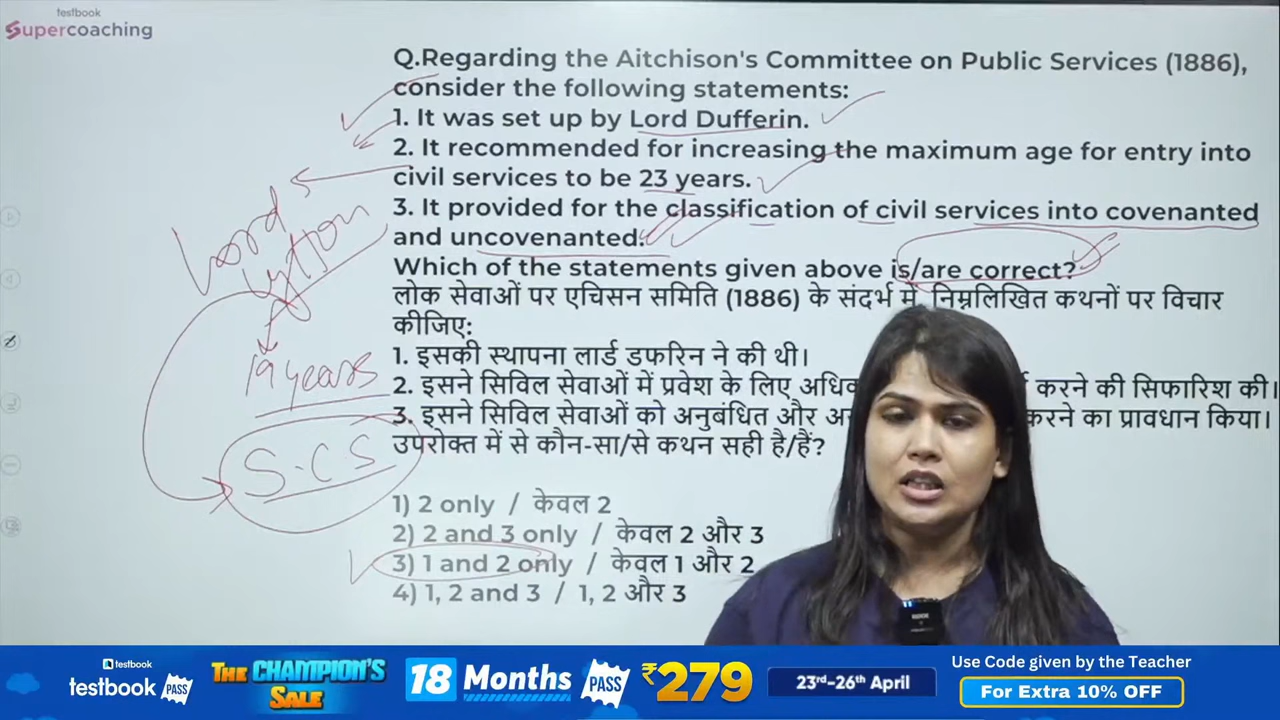 testbook
Supercoaching
Q.Regarding the Aitchison's Committee on Public Services (1886),
consider the following statements:
1. It was set up by Lord Dufferin.
2. It recommended for increasing the maximum age for entry into
civil services to be 23 years.
3. It provided for the classification of civil services into covenanted
and uncovenanted.
Which of the statements given above is/are correct?
लोक सेवाओं पर एचिसन समिति (1886) के संदर्भ में, निम्नलिखित कथनों पर विचार
कीजिए:
1. इसकी स्थापना लार्ड डफरिन ने की थी।
2. इसने सिविल सेवाओं में प्रवेश के लिए करने की सिफारिश की।
3. इसने सिविल सेवाओं को अनुबंधित और करने का प्रावधान किया।
उपरोक्त में से कौन-सा/से कथन सही है/हैं?
1) 2 only / केवल 2
2) 2 and 3 only / केवल 2 और 3
3) 1 and 2 only / केवल 1 और 2
4) 1, 2 and 3 / 1, 2 और 3
Lord
Lytton
19 years
S.C.S
testbook
testbook PASS
THE CHAMPION'S
SALE
18 Months PASS ₹279
23rd-26th April
Use Code given by the Teacher
For Extra 10% OFF